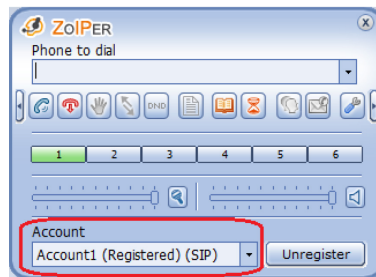 ZOIPER
Phone to dial
DND
1 2 3 4 5 6
Account
Account1 (Registered) (SIP) Unregister